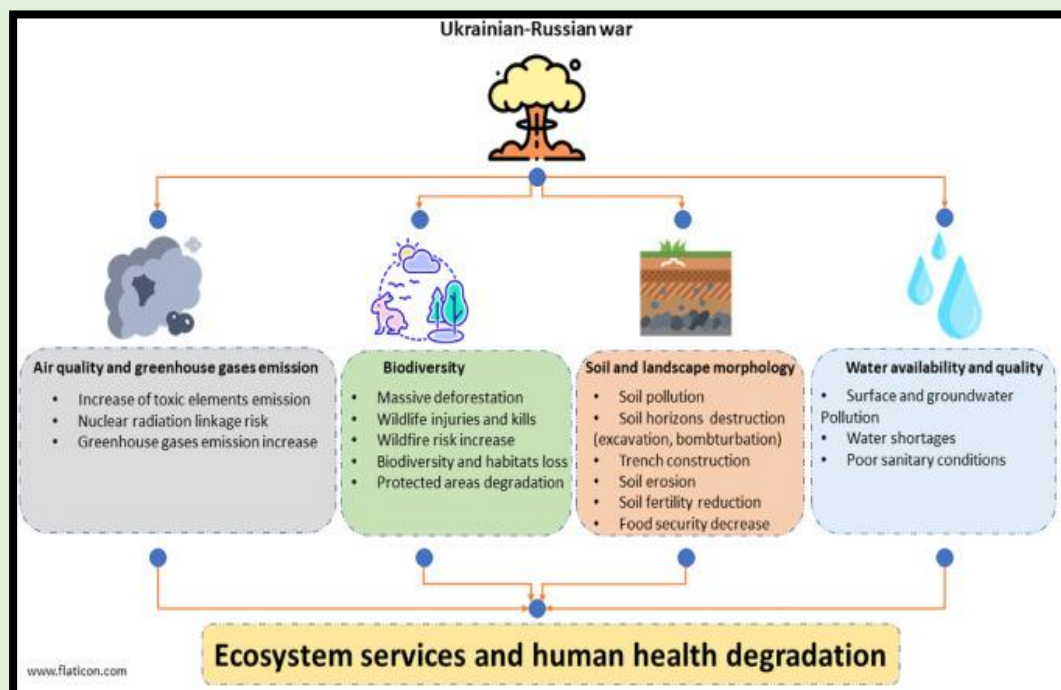 Ukrainian-Russian war
Air quality and greenhouse gases emission
• Increase of toxic elements emission
• Nuclear radiation linkage risk
• Greenhouse gases emission increase
Biodiversity
• Massive deforestation
• Wildlife injuries and kills
• Wildfire risk increase
• Biodiversity and habitats loss
• Protected areas degradation
Soil and landscape morphology
• Soil pollution
• Soil horizons destruction
(excavation, bombturbation)
• Trench construction
• Soil erosion
• Soil fertility reduction
• Food security decrease
Water availability and quality
• Surface and groundwater
Pollution
• Water shortages
• Poor sanitary conditions
Ecosystem services and human health degradation
www.flaticon.com